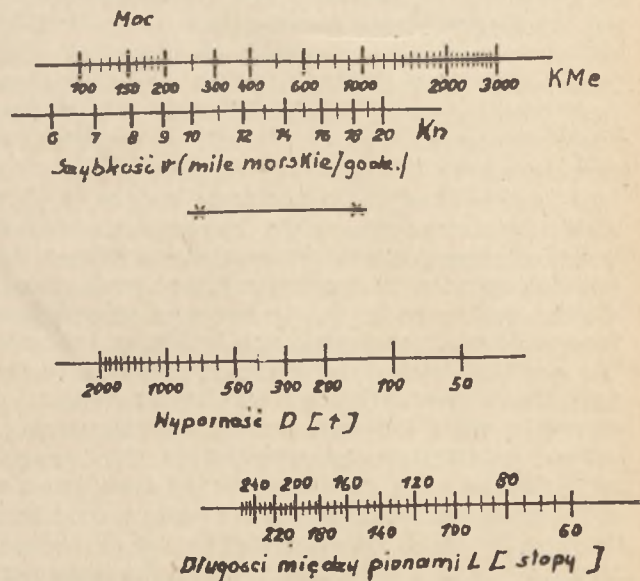 Moc
100 150 200 300 400 600 1000 2000 3000 KMe
6 7 8 9 10 12 14 16 18 20 Kn
Szybkość v (mile morskie/godz./
2000 1000 500 300 200 100 50
Wyporność D [t]
240 200 160 120 80
220 180 140 100 60
Długości między pionami L [stopy]